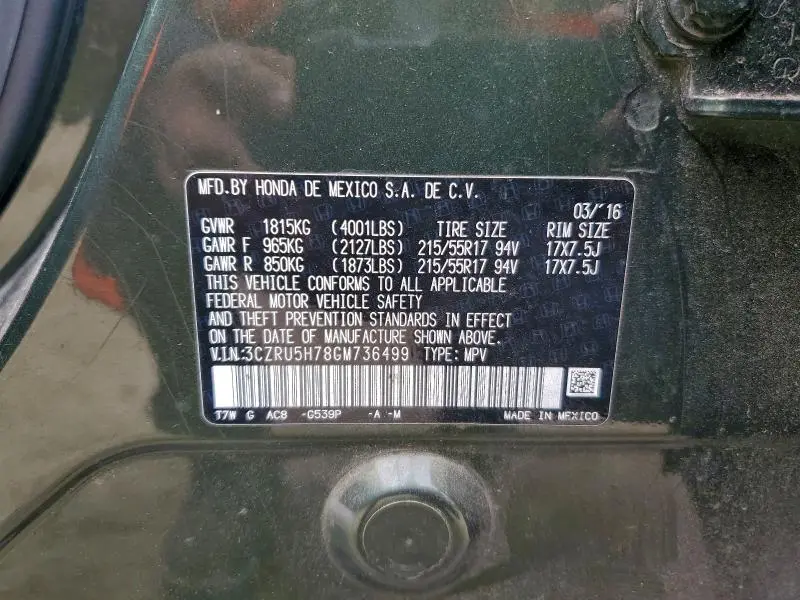 MFD.BY HONDA DE MEXICO S.A. DE C.V.
03/'16
GVWR 1815KG (4001LBS) TIRE SIZE RIM SIZE
GAWR F 965KG (2127LBS) 215/55R17 94V 17X7.5J
GAWR R 850KG (1873LBS) 215/55R17 94V 17X7.5J
THIS VEHICLE CONFORMS TO ALL APPLICABLE
FEDERAL MOTOR VEHICLE SAFETY
AND THEFT PREVENTION STANDARDS IN EFFECT
ON THE DATE OF MANUFACTURE SHOWN ABOVE.
V.I.N:3CZRU5H78GM736499 TYPE: MPV
T7W G AC8 -G539P -A -M MADE IN MEXICO